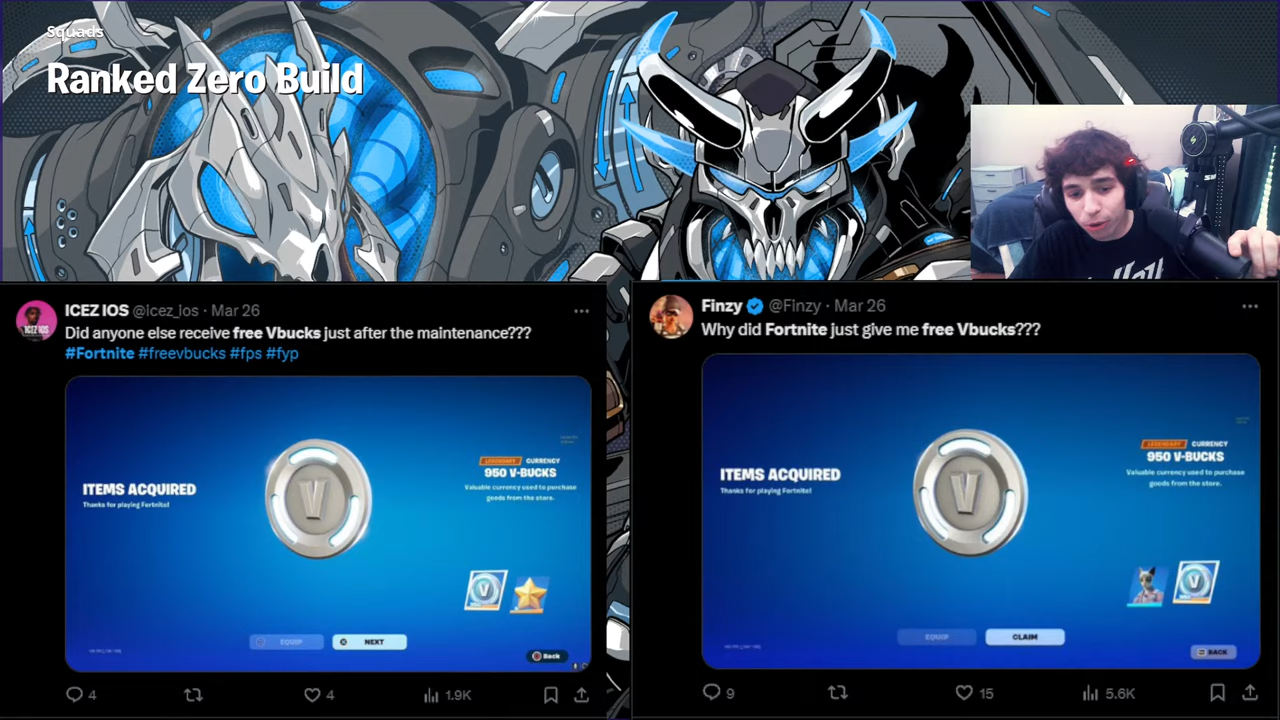 Squads
Ranked Zero Build
ICEZ IOS @icez_ios · Mar 26
Did anyone else receive free Vbucks just after the maintenance???
#Fortnite #freevbucks #fps #fyp
ITEMS ACQUIRED
Thanks for playing Fortnite!
LEGENDARY CURRENCY
950 V-BUCKS
Valuable currency used to purchase
goods from the store.
EQUIP
NEXT
Back
4
4
1.9K
Finzy @Finzy · Mar 26
Why did Fortnite just give me free Vbucks???
ITEMS ACQUIRED
Thanks for playing Fortnite!
LEGENDARY CURRENCY
950 V-BUCKS
Valuable currency used to purchase
goods from the store.
EQUIP
CLAIM
BACK
9
15
5.6K